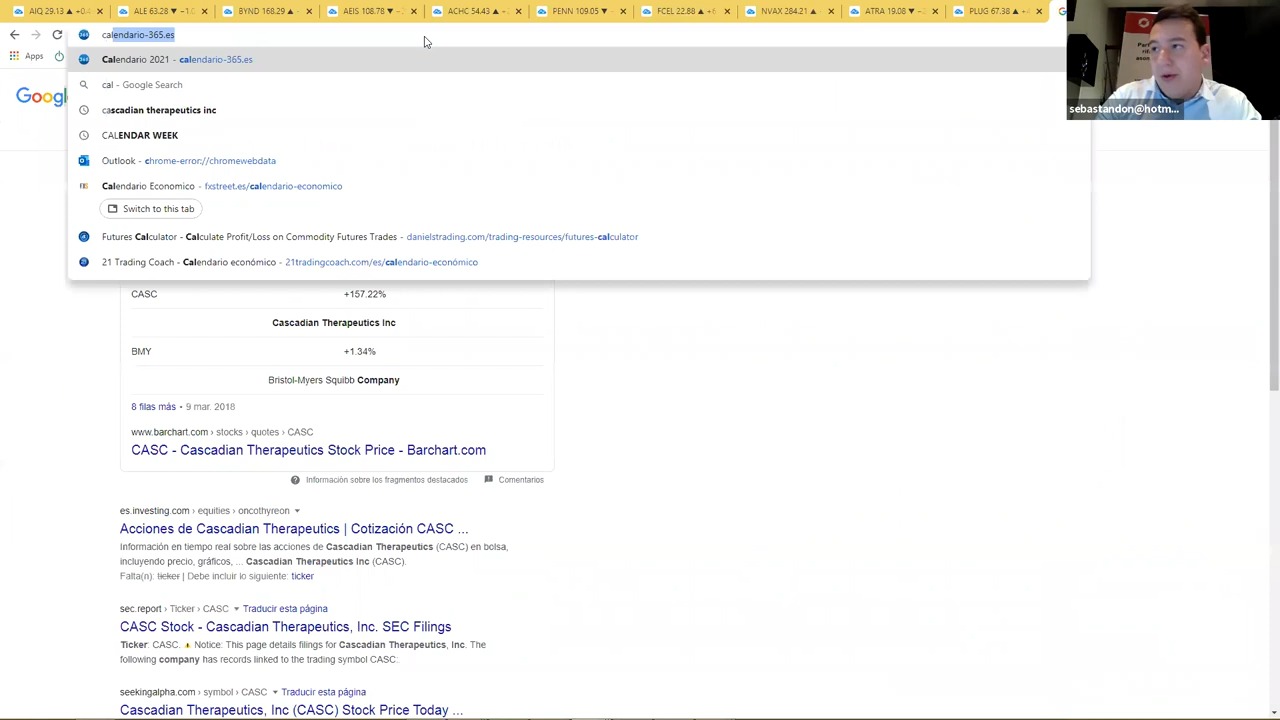 AIQ 29.13 ▲ +0.4
ALE 63.28 ▼
BYND 168.29 ▲
AEIS 108.78 ▼
ACHC 54.43 ▲
PENN 109.05 ▼
FCEL 22.88 ▲ +6
NVAX 284.21
ATRA 19.08 ▼
PLUG 67.38 ▲ +
calendario-365.es
Apps
Calendario 2021 - calendario-365.es
cal - Google Search
cascadian therapeutics inc
CALENDAR WEEK
Outlook - chrome-error://chromewebdata
Calendario Economico - fxstreet.es/calendario-economico
Switch to this tab
Futures Calculator - Calculate Profit/Loss on Commodity Futures Trades - danielstrading.com/trading-resources/futures-calculator
21 Trading Coach - Calendario económico - 21tradingcoach.com/es/calendario-económico
sebastandon@hotm...
Goog
CASC +157.22%
Cascadian Therapeutics Inc
BMY +1.34%
Bristol-Myers Squibb Company
8 filas más • 9 mar. 2018
www.barchart.com › stocks › quotes › CASC
CASC - Cascadian Therapeutics Stock Price - Barchart.com
Información sobre los fragmentos destacados Comentarios
es.investing.com › equities › oncothyreon
Acciones de Cascadian Therapeutics | Cotización CASC ...
Información en tiempo real sobre las acciones de Cascadian Therapeutics (CASC) en bolsa,
incluyendo precio, gráficos, ... Cascadian Therapeutics Inc (CASC).
Falta(n): ticker | Debe incluir lo siguiente: ticker
sec.report › Ticker › CASC Traducir esta página
CASC Stock - Cascadian Therapeutics, Inc. SEC Filings
Ticker: CASC. ⚠ Notice: This page details filings for Cascadian Therapeutics, Inc. The
following company has records linked to the trading symbol CASC:.
seekingalpha.com › symbol › CASC Traducir esta página
Cascadian Therapeutics, Inc (CASC) Stock Price Today ...